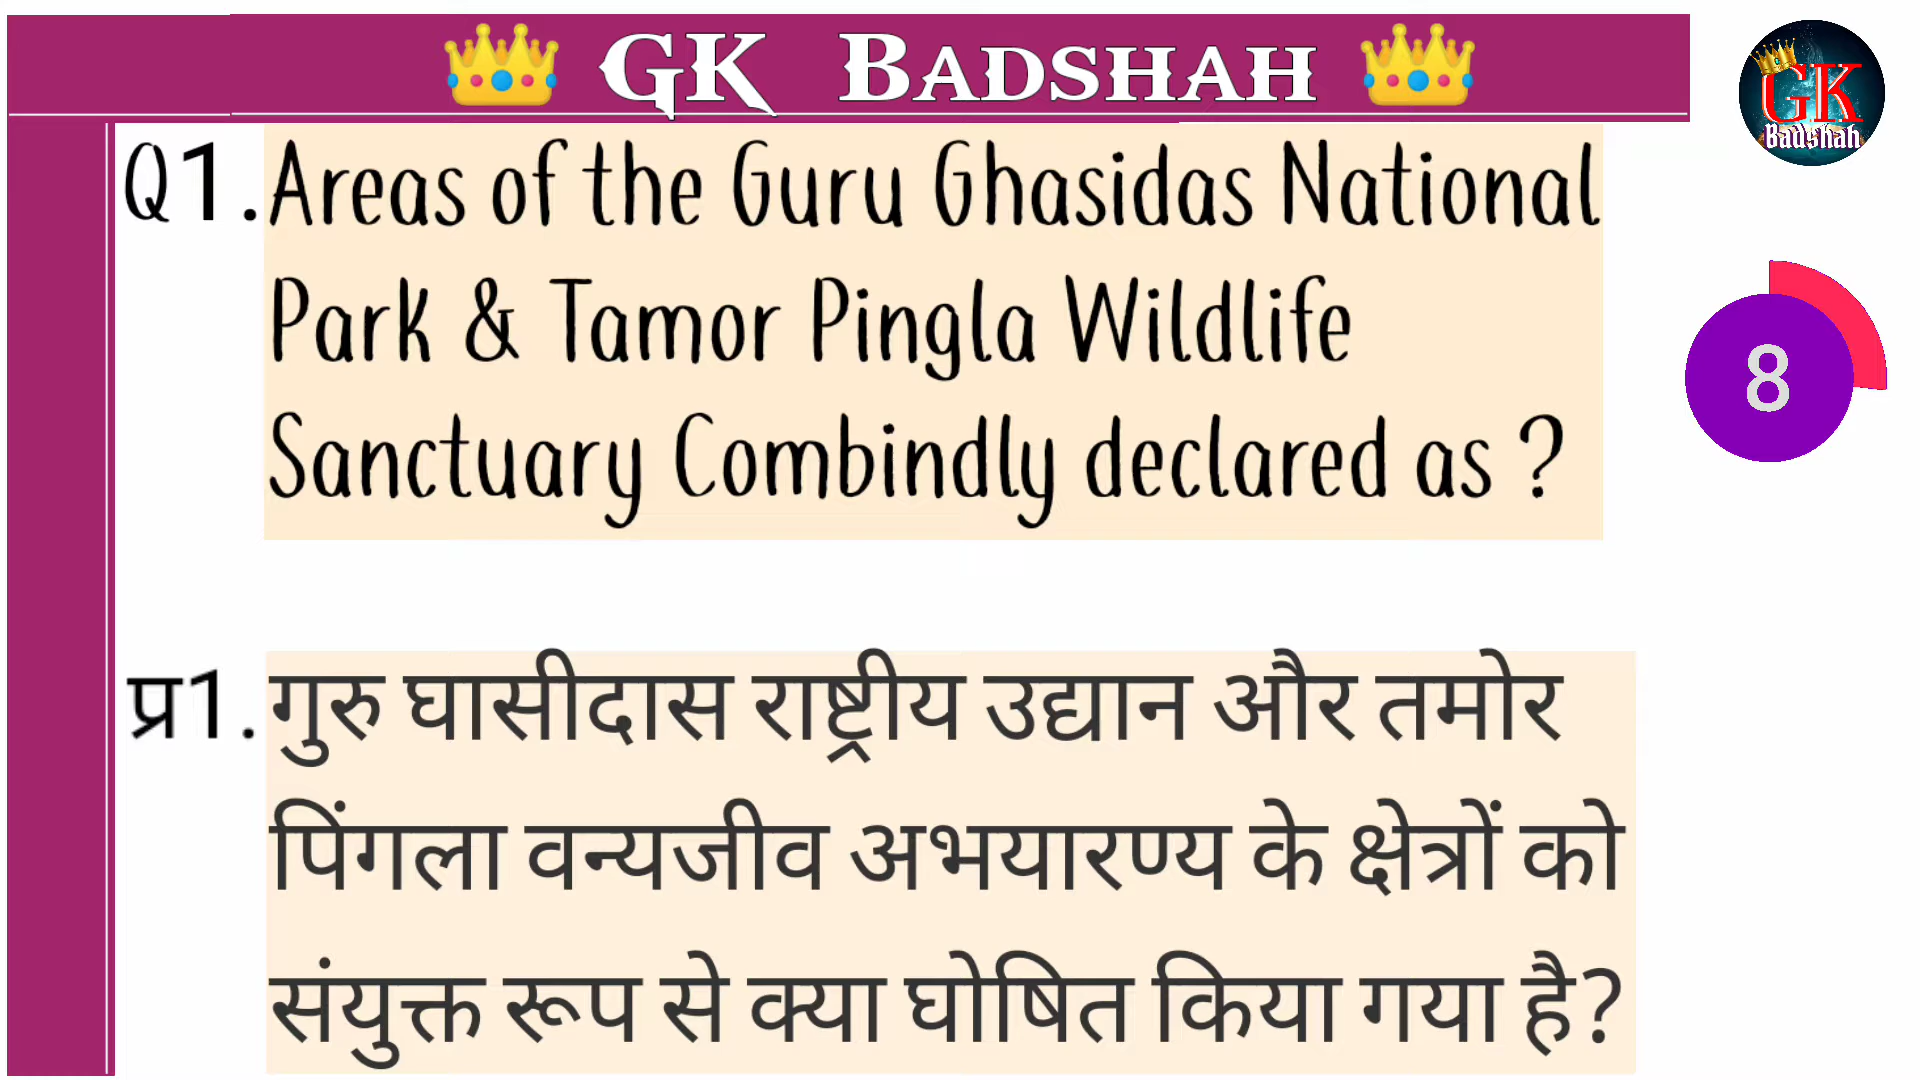 👑 GK BADSHAH 👑
GK
Badshah
Q1. Areas of the Guru Ghasidas National
Park & Tamor Pingla Wildlife
Sanctuary Combindly declared as ?
8
प्र1. गुरु घासीदास राष्ट्रीय उद्यान और तमोर
पिंगला वन्यजीव अभयारण्य के क्षेत्रों को
संयुक्त रूप से क्या घोषित किया गया है?